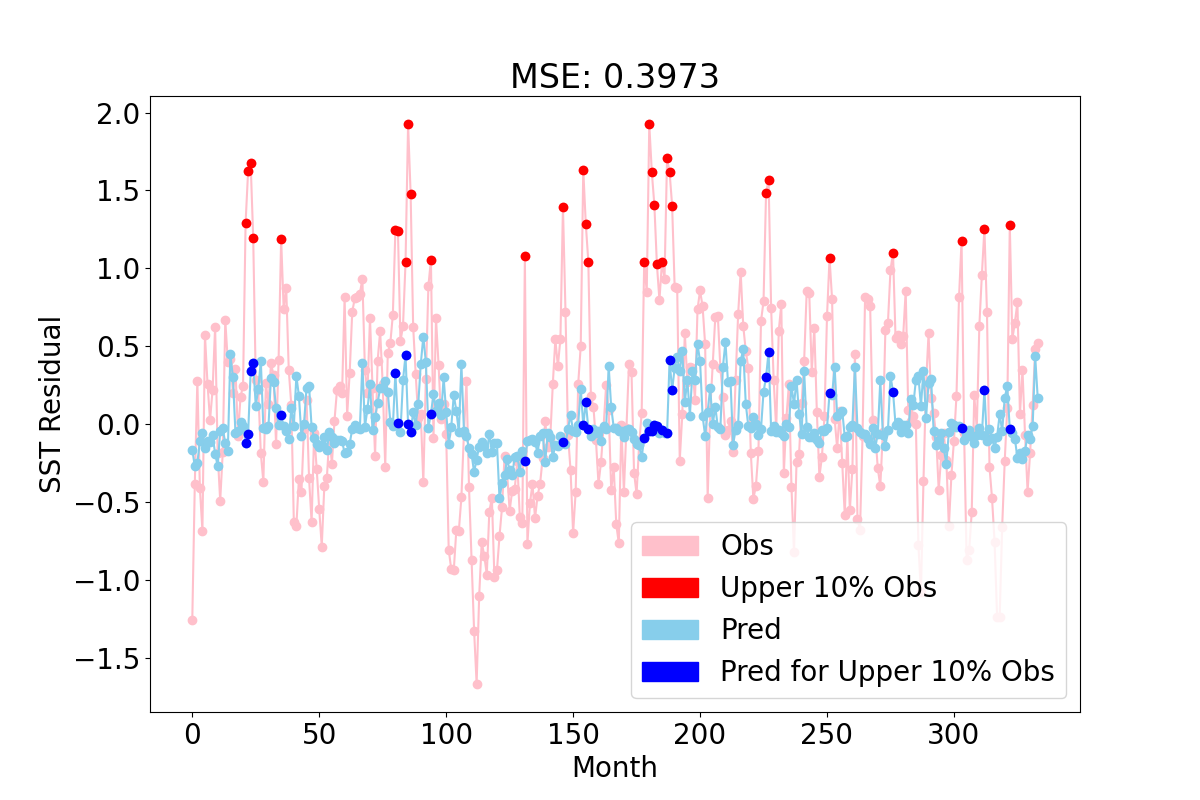 MSE: 0.3973
2.0
1.5
1.0
0.5
0.0
−0.5
−1.0
−1.5
SST Residual
Obs
Upper 10% Obs
Pred
Pred for Upper 10% Obs
0 50 100 150 200 250 300
Month